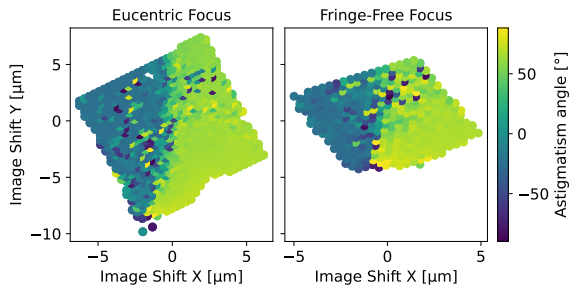 Eucentric Focus
Fringe-Free Focus
Image Shift Y [µm]
5
0
−5
−10
−5
0
5
Image Shift X [µm]
−5
0
5
Image Shift X [µm]
50
0
−50
Astigmatism angle [°]